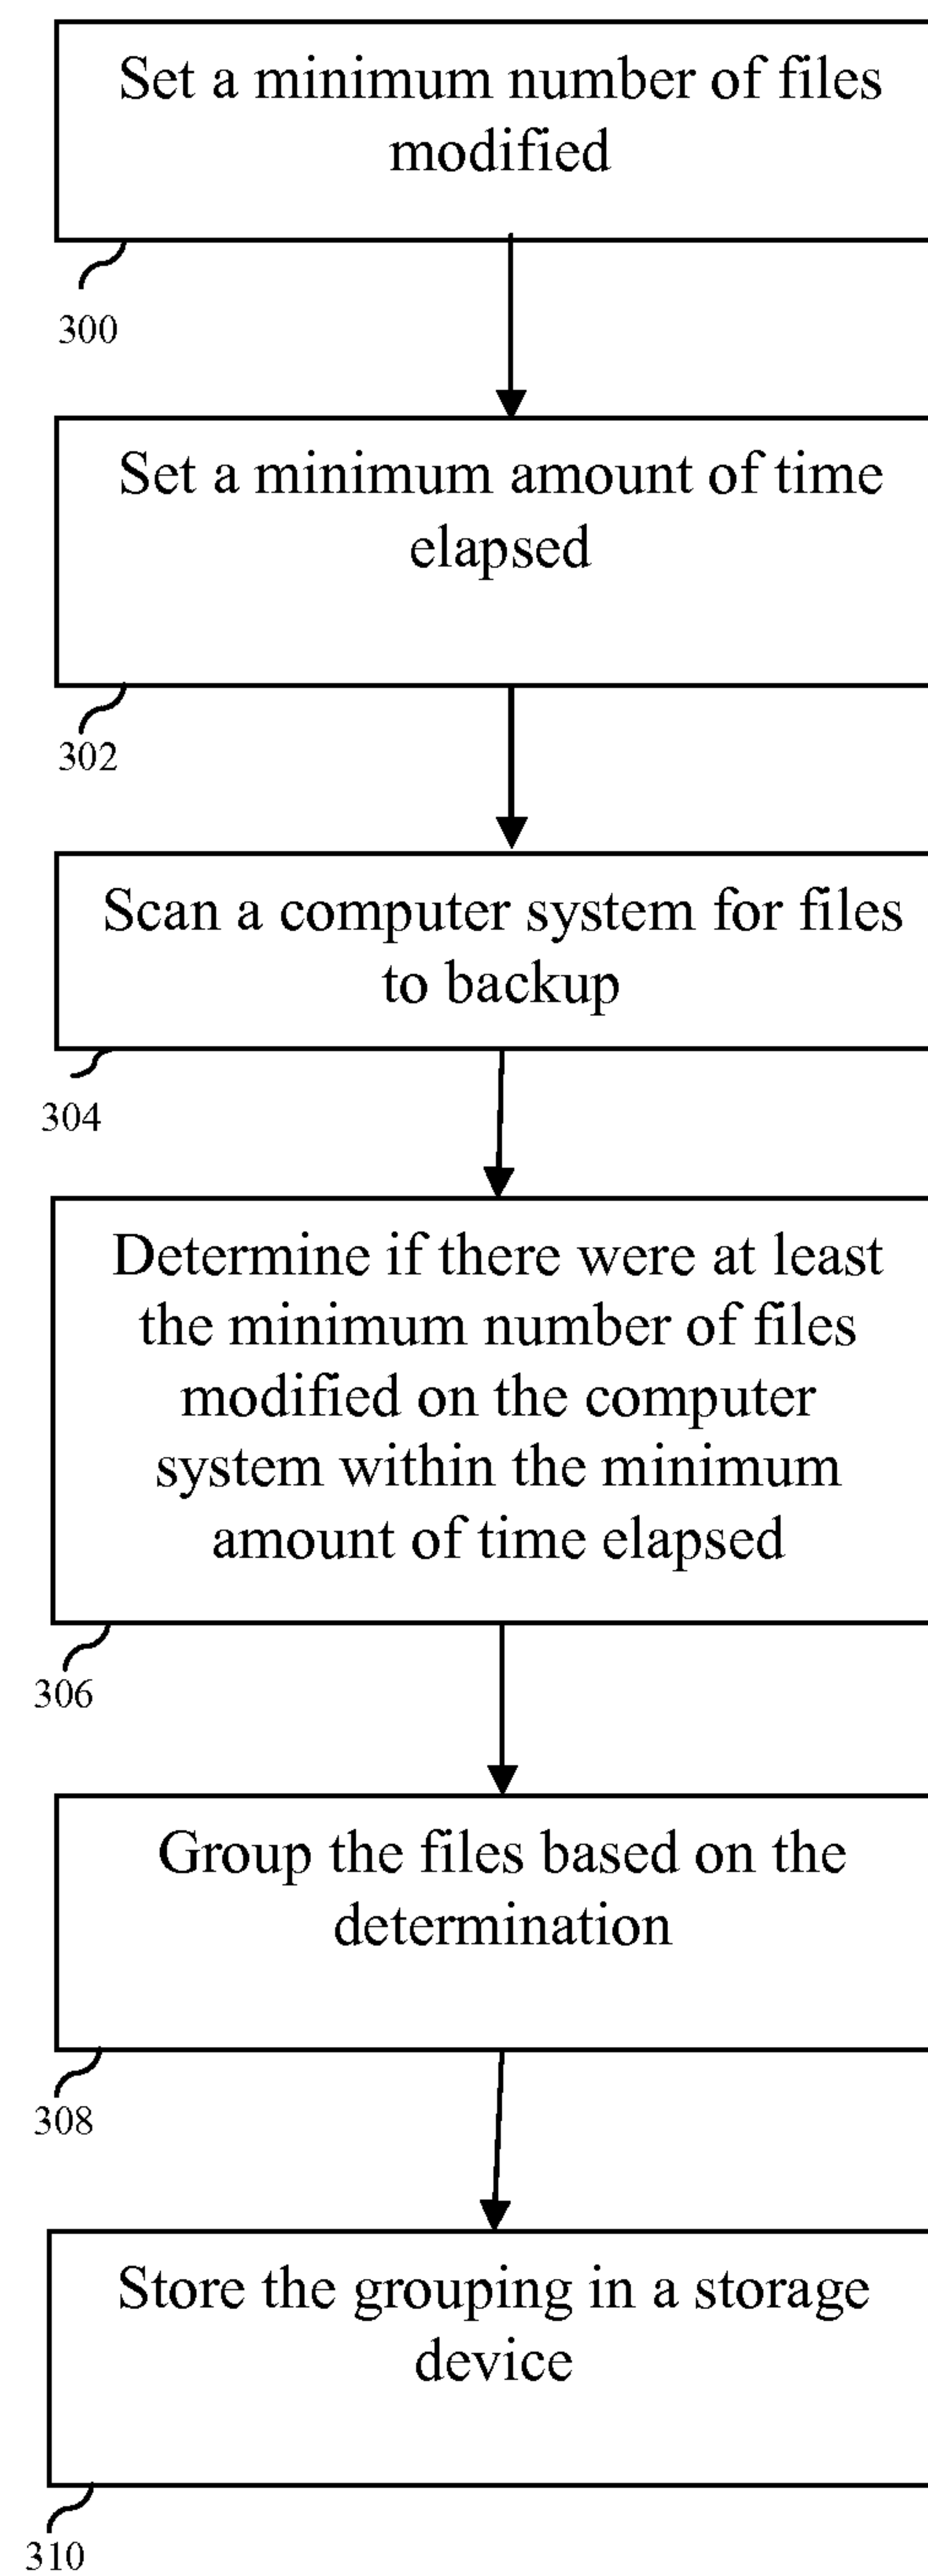 Set a minimum number of files
modified
300
Set a minimum amount of time
elapsed
302
Scan a computer system for files
to backup
304
Determine if there were at least
the minimum number of files
modified on the computer
system within the minimum
amount of time elapsed
306
Group the files based on the
determination
308
Store the grouping in a storage
device
310